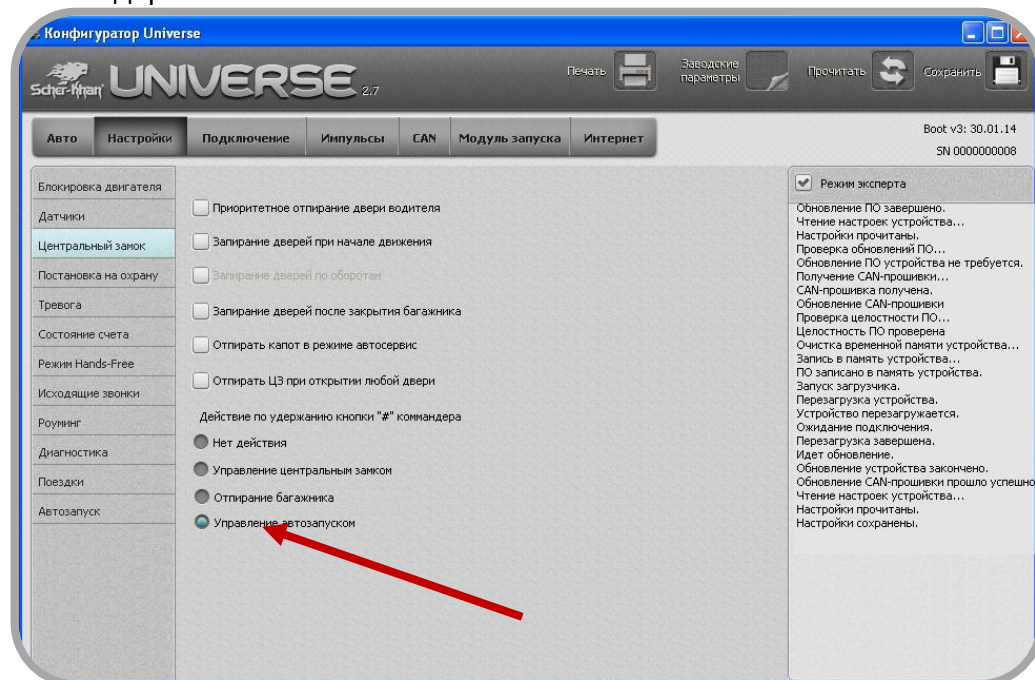 Конфигуратор Universe
Scher-Khan UNIVERSE 2.7
Печать
Заводские параметры
Прочитать
Сохранить
Авто Настройки Подключение Импульсы CAN Модуль запуска Интернет
Boot v3: 30.01.14
SN 0000000008
Блокировка двигателя
Датчики
Центральный замок
Постановка на охрану
Тревога
Состояние счета
Режим Hands-Free
Исходящие звонки
Роуминг
Диагностика
Поездки
Автозапуск
Приоритетное отпирание двери водителя
Запирание дверей при начале движения
Запирание дверей по оборотам
Запирание дверей после закрытия багажника
Отпирать капот в режиме автосервис
Отпирать ЦЗ при открытии любой двери
Действие по удержанию кнопки "#" коммандера
Нет действия
Управление центральным замком
Отпирание багажника
Управление автозапуском
Режим эксперта
Обновление ПО завершено.
Чтение настроек устройства...
Настройки прочитаны.
Проверка обновлений ПО...
Обновление ПО устройства не требуется.
Получение CAN-прошивки...
CAN-прошивка получена.
Обновление CAN-прошивки
Проверка целостности ПО...
Целостность ПО проверена
Очистка временной памяти устройства...
Запись в память устройства...
ПО записано в память устройства.
Запуск загрузчика.
Перезагрузка устройства.
Устройство перезагружается.
Ожидание подключения.
Перезагрузка завершена.
Идет обновление.
Обновление устройства закончено.
Обновление CAN-прошивки прошло успешно
Чтение настроек устройства...
Настройки прочитаны.
Настройки сохранены.